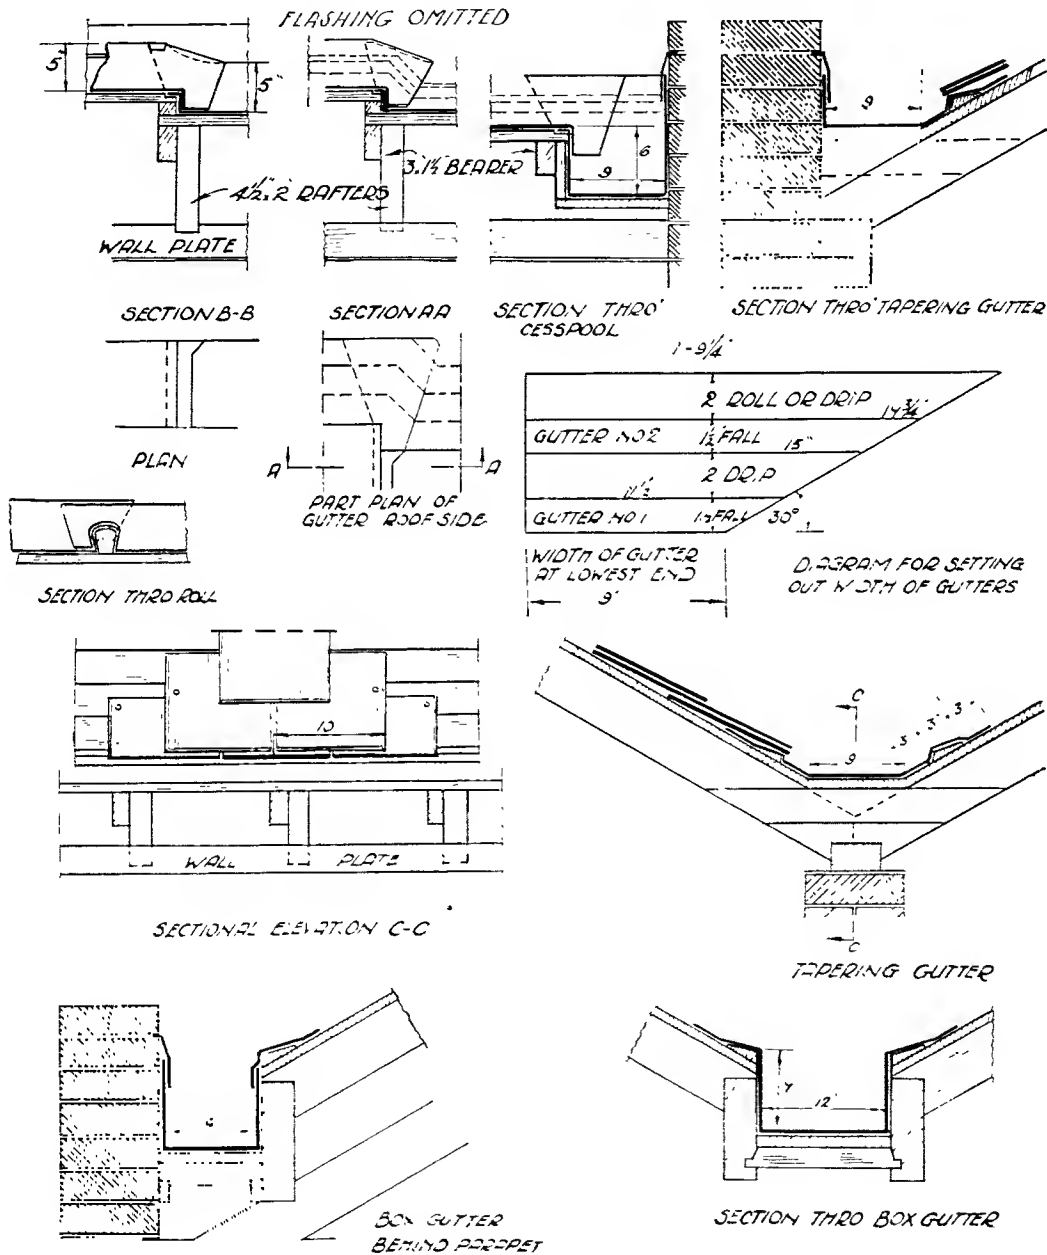 FLASHING OMITTED
5"
5"
3.1½ BEARER
4½"x 2" RAFTERS
WALL PLATE
9
6
9
SECTION B-B
SECTION AA
SECTION THRO'
CESSPOOL
SECTION THRO' TAPERING GUTTER
PLAN
A
A
PART PLAN OF
GUTTER ROOF SIDE
SECTION THRO ROLL
1-9¼"
2 ROLL OR DRIP
GUTTER NO 2 1½" FALL 15"
2 DRIP
11½
GUTTER NO 1 1½ FALL 30°
WIDTH OF GUTTER
AT LOWEST END
9"
DIAGRAM FOR SETTING
OUT WIDTH OF GUTTERS
10
WALL PLATE
SECTIONAL ELEVATION C-C
C
9
3" 3" 3"
C
TAPERING GUTTER
BOX GUTTER
BEHIND PARAPET
7
12
SECTION THRO BOX GUTTER